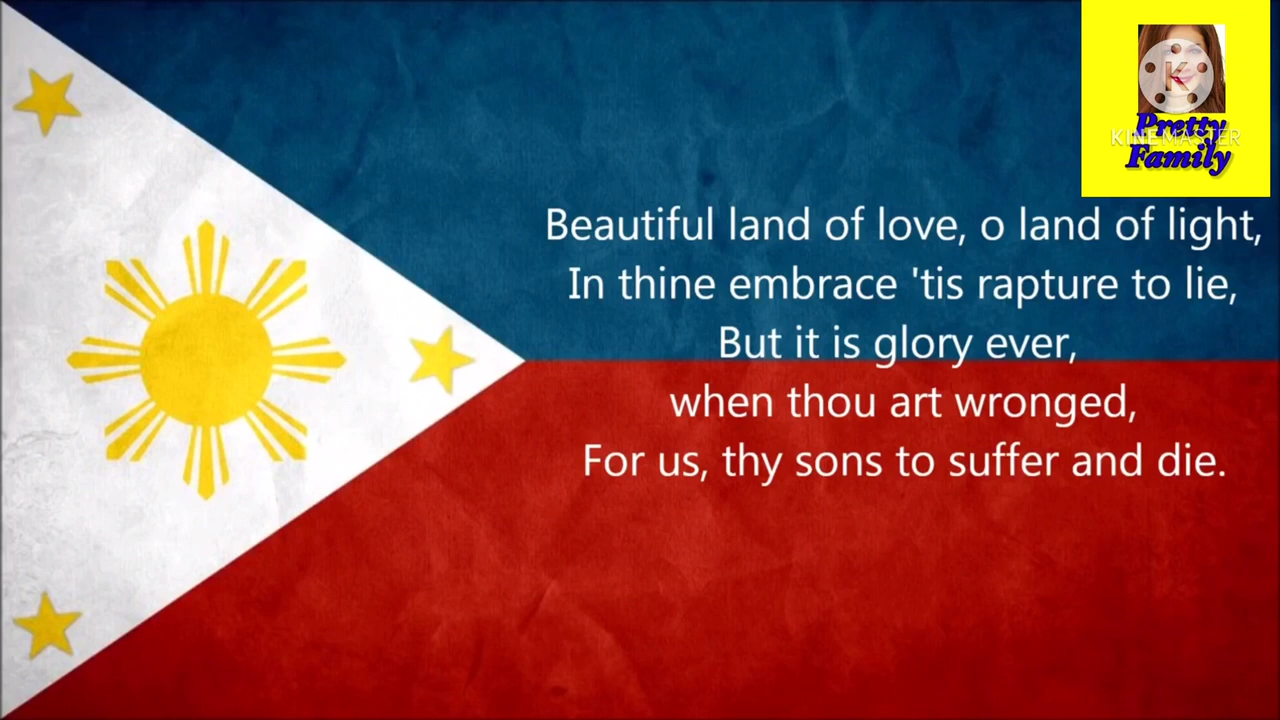 Pretty
KINEMASTER
Family
Beautiful land of love, o land of light,
In thine embrace 'tis rapture to lie,
But it is glory ever,
when thou art wronged,
For us, thy sons to suffer and die.